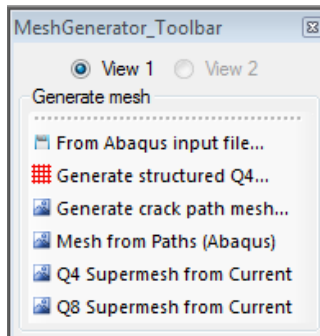 MeshGenerator_Toolbar
View 1 View 2
Generate mesh
From Abaqus input file...
Generate structured Q4...
Generate crack path mesh...
Mesh from Paths (Abaqus)
Q4 Supermesh from Current
Q8 Supermesh from Current